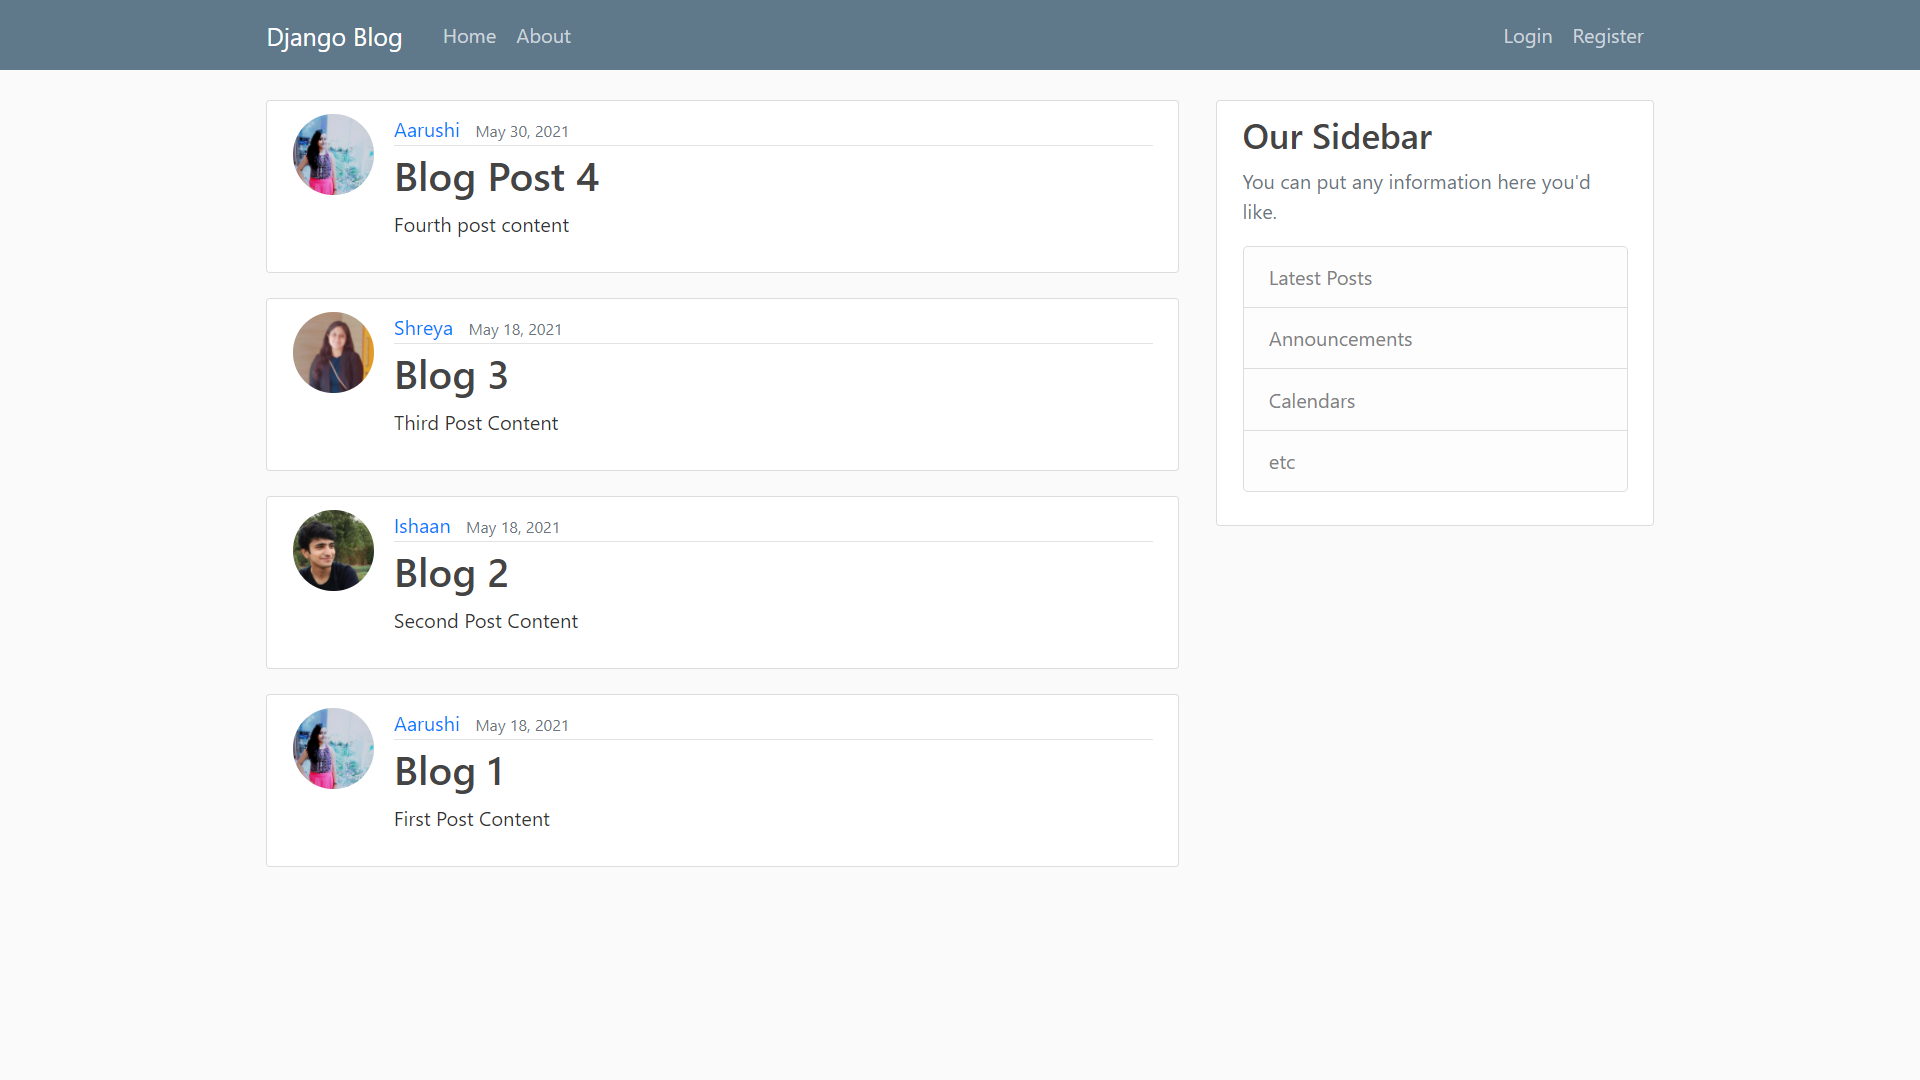 Django Blog Home About Login Register
Aarushi May 30, 2021
Blog Post 4
Fourth post content
Shreya May 18, 2021
Blog 3
Third Post Content
Ishaan May 18, 2021
Blog 2
Second Post Content
Aarushi May 18, 2021
Blog 1
First Post Content
Our Sidebar
You can put any information here you'd
like.
Latest Posts
Announcements
Calendars
etc